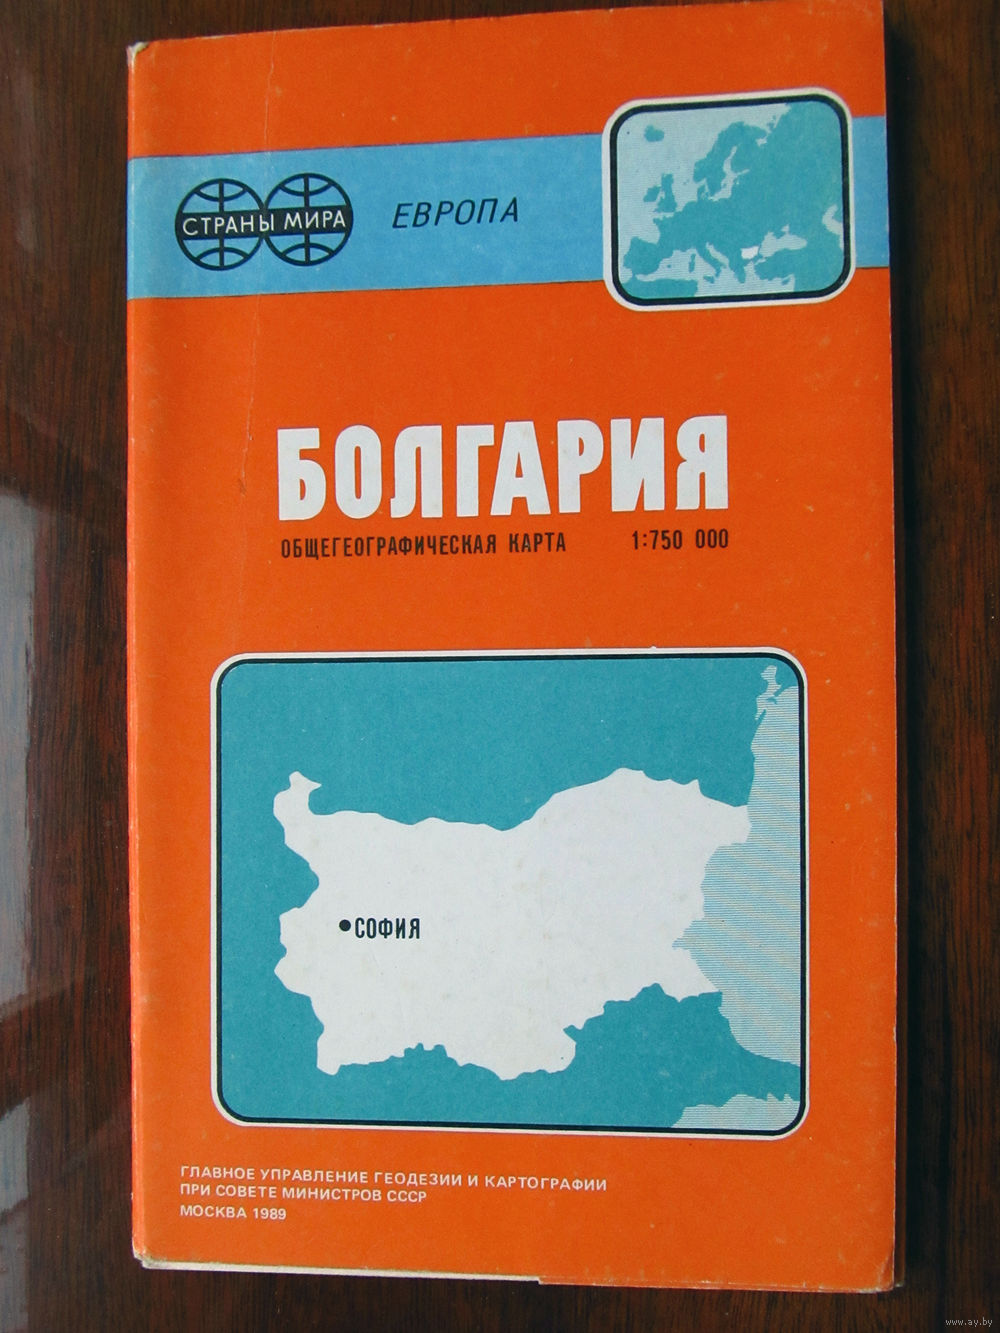 СТРАНЫ МИРА
ЕВРОПА
БОЛГАРИЯ
ОБЩЕГЕОГРАФИЧЕСКАЯ КАРТА 1:750 000
СОФИЯ
ГЛАВНОЕ УПРАВЛЕНИЕ ГЕОДЕЗИИ И КАРТОГРАФИИ
ПРИ СОВЕТЕ МИНИСТРОВ СССР
МОСКВА 1989
www.ay.by